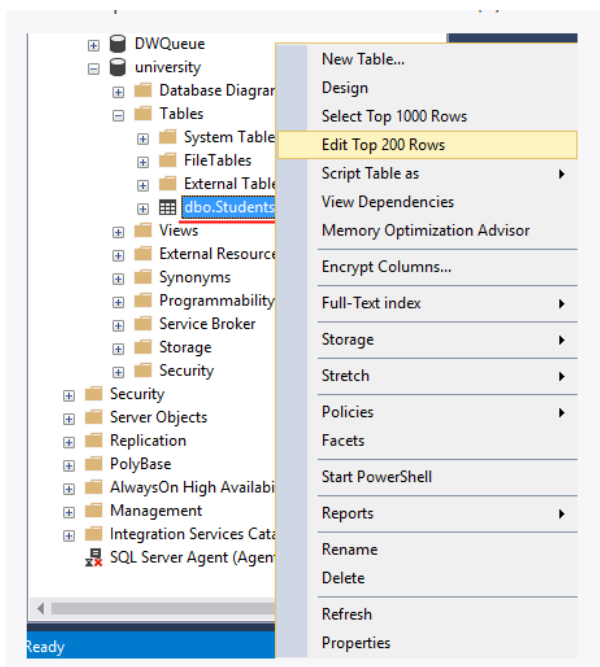 DWQueue
university
Database Diagrar
Tables
System Table
FileTables
External Table
dbo.Students
Views
External Resource
Synonyms
Programmability
Service Broker
Storage
Security
Security
Server Objects
Replication
PolyBase
AlwaysOn High Availabi
Management
Integration Services Cata
SQL Server Agent (Agen
Ready
New Table...
Design
Select Top 1000 Rows
Edit Top 200 Rows
Script Table as
View Dependencies
Memory Optimization Advisor
Encrypt Columns...
Full-Text index
Storage
Stretch
Policies
Facets
Start PowerShell
Reports
Rename
Delete
Refresh
Properties